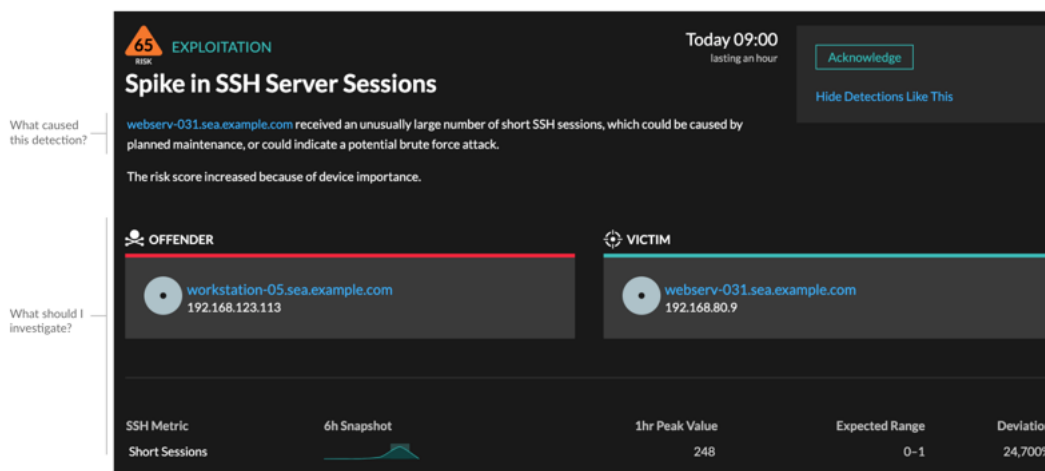 65
RISK
EXPLOITATION
Spike in SSH Server Sessions
Today 09:00
lasting an hour
Acknowledge
Hide Detections Like This
What caused
this detection?
webserv-031.sea.example.com received an unusually large number of short SSH sessions, which could be caused by
planned maintenance, or could indicate a potential brute force attack.
The risk score increased because of device importance.
What should I
investigate?
OFFENDER
workstation-05.sea.example.com
192.168.123.113
VICTIM
webserv-031.sea.example.com
192.168.80.9
SSH Metric 6h Snapshot 1hr Peak Value Expected Range Deviation
Short Sessions 248 0–1 24,700%